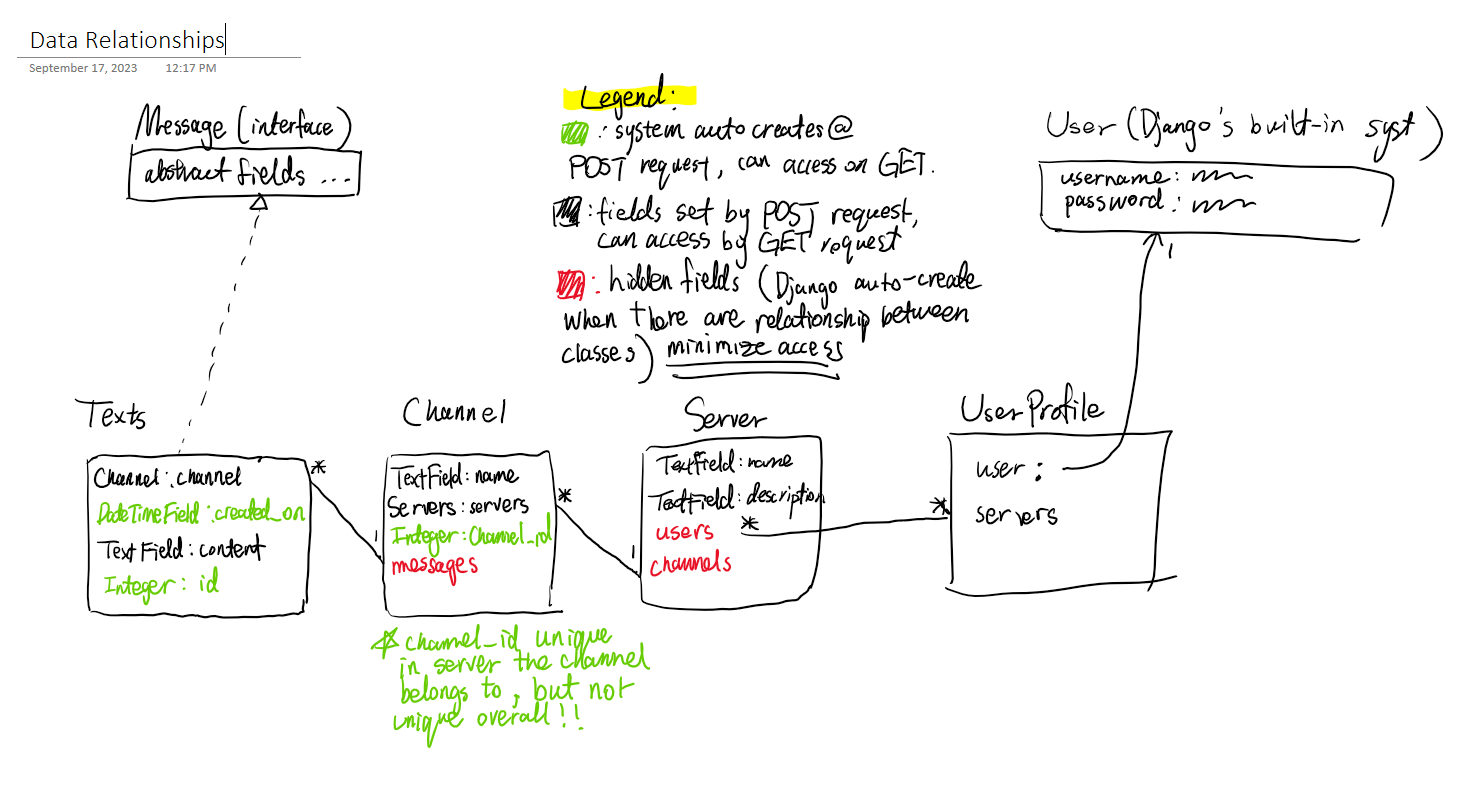 Data Relationships
September 17, 2023 12:17 PM
Message (interface)
abstract fields ...
Legend:
: system auto creates @
POST request, can access on GET.
: fields set by POST request,
can access by GET request
: hidden fields (Django auto-create
when there are relationship between
classes) minimize access
User (Django's built-in syst)
username:
password:
1
Texts
Channel : channel
DateTimeField : created_on
TextField : content
Integer : id
*
1
Channel
TextField : name
Servers : servers
Integer : Channel_id
messages
*
1
* channel_id unique
in server the channel
belongs to, but not
unique overall!!
Server
TextField : name
TextField : description
users
channels
*
*
UserProfile
user :
servers